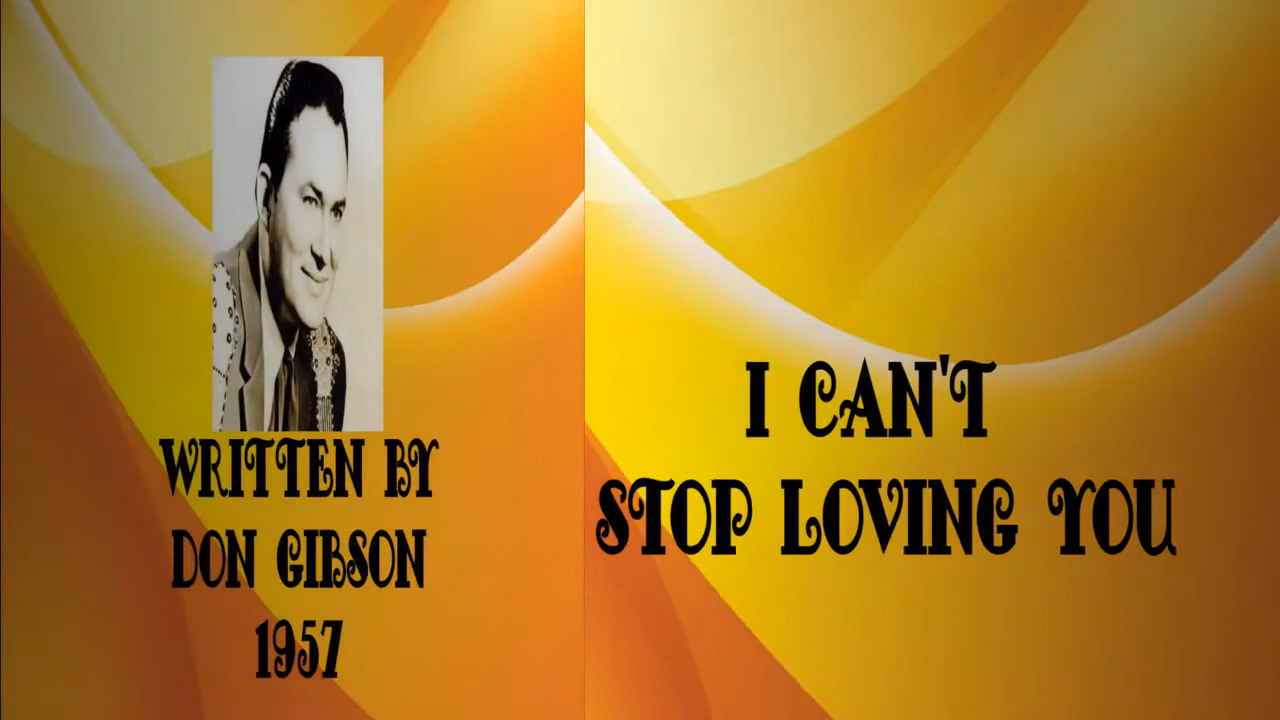 WRITTEN BY
DON GIBSON
1957
I CAN'T
STOP LOVING YOU